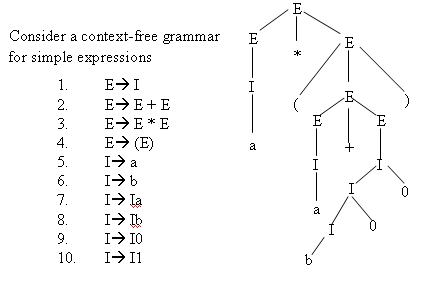 Consider a context-free grammar
for simple expressions
1. E→ I
2. E→ E + E
3. E→ E * E
4. E→ (E)
5. I→ a
6. I→ b
7. I→ Ia
8. I→ Ib
9. I→ I0
10. I→ I1
E
E * E
I ( E )
a E + E
I I
a I 0
I 0
b